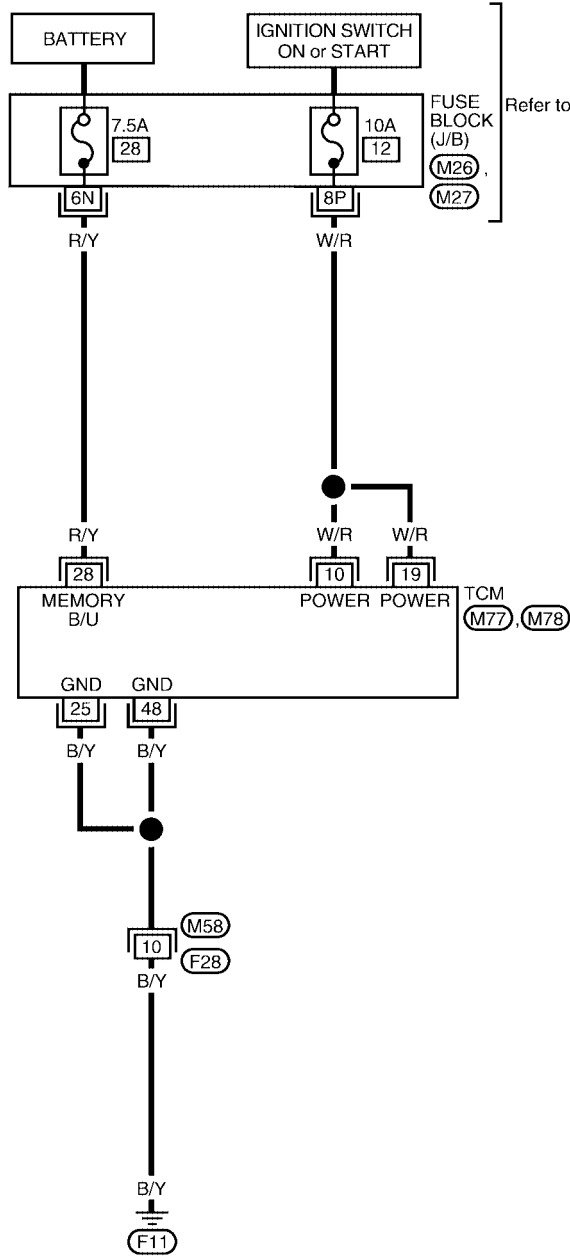 BATTERY
IGNITION SWITCH
ON or START
FUSE
BLOCK
(J/B)
Refer to
7.5A
28
10A
12
M26 ,
M27
6N
8P
R/Y
W/R
R/Y
W/R
W/R
28
10
19
MEMORY
B/U
POWER
POWER
TCM
M77 , M78
GND
GND
25
48
B/Y
B/Y
M58
10
F28
B/Y
B/Y
F11